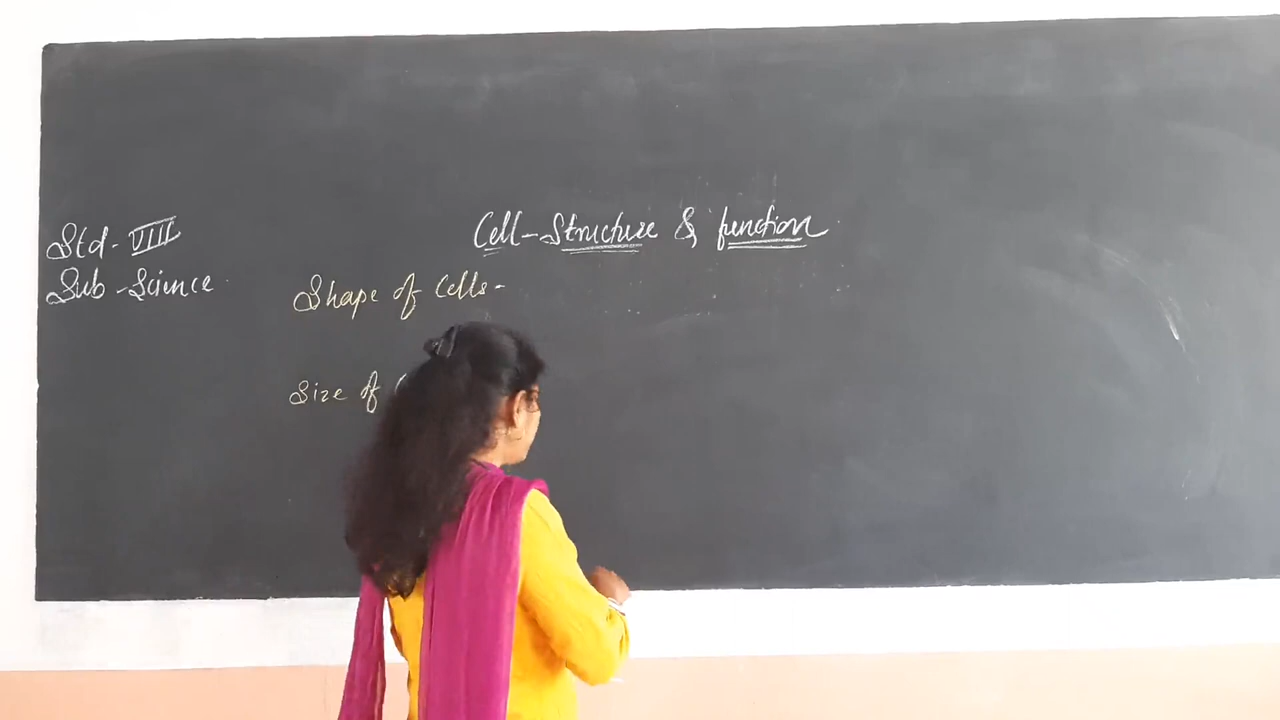 Cell-Structure & function
Std-VIII
Sub-Science
Shape of Cells-
Size of